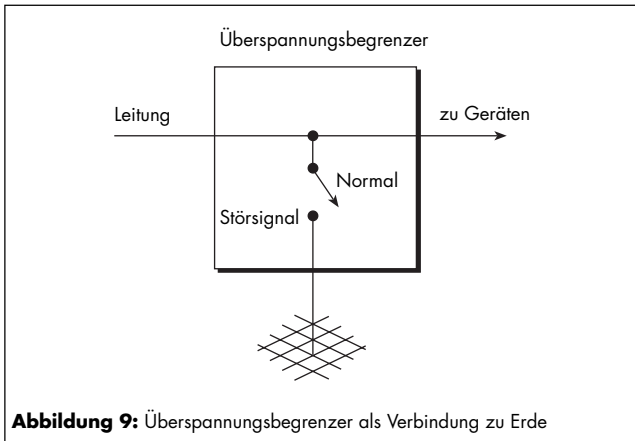 Überspannungsbegrenzer
Leitung
zu Geräten
Normal
Störsignal
Abbildung 9: Überspannungsbegrenzer als Verbindung zu Erde